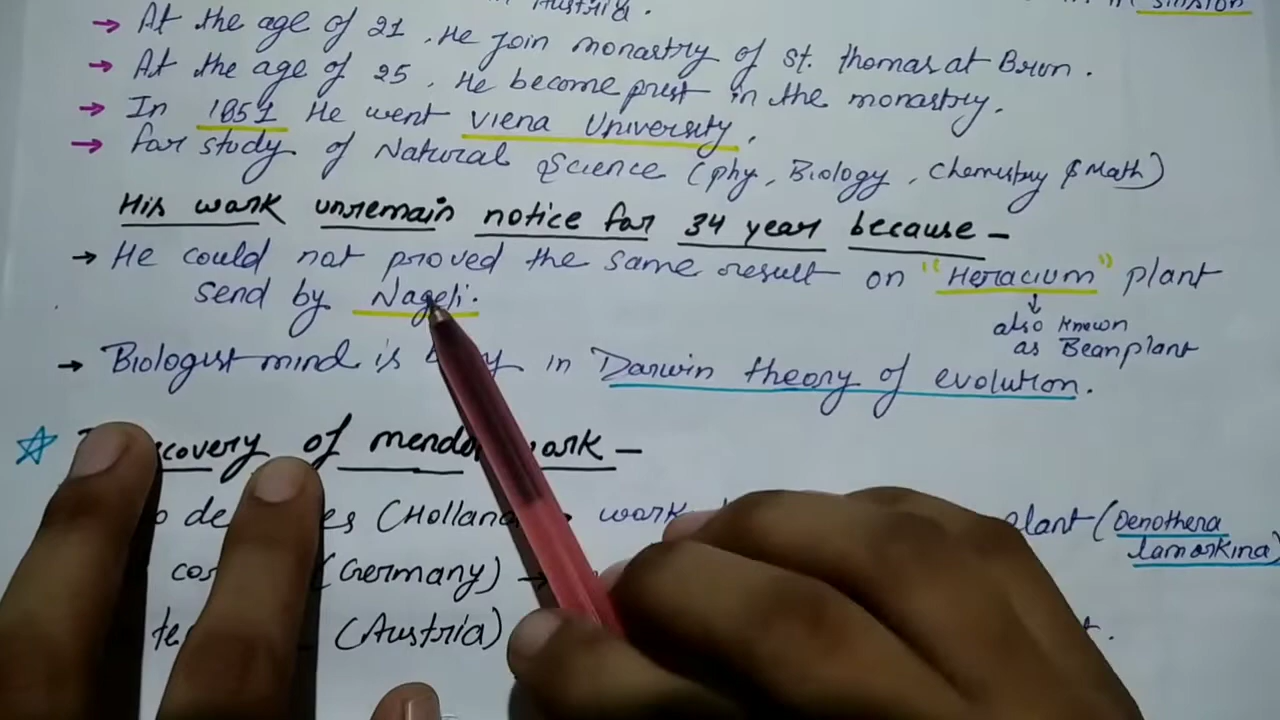 Austria.
→ At the age of 21, He join monastry of St. thomas at Brun.
→ At the age of 25, He become prest in the monastry.
→ In 1851 He went Viena University.
→ for study of Natural Science (phy, Biology, Chemistry & Math)
His work unremain notice for 34 year because –
→ He could not proved the same result on "Heracium" plant
send by Nageli.
↓
also known
as Beanplant
→ Biologist mind is in Darwin theory of evolution.
☆ of work –
de (Holland work plant (Oenothera
lamarkina)
(Germany) →
(Austria)